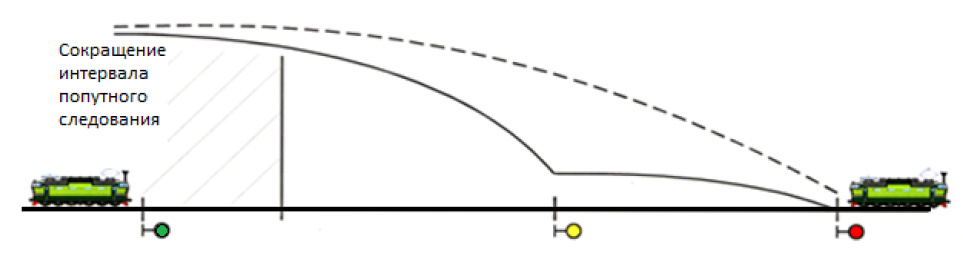 Сокращение
интервала
попутного
следования